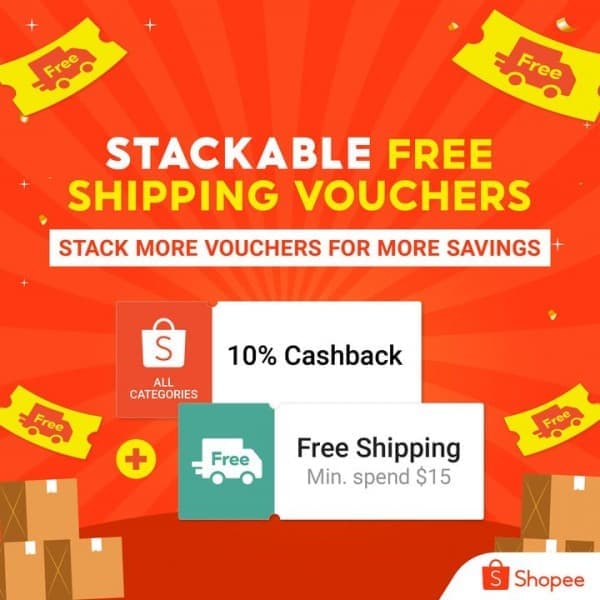 Free
Free
STACKABLE FREE
SHIPPING VOUCHERS
STACK MORE VOUCHERS FOR MORE SAVINGS
S
ALL
CATEGORIES
10% Cashback
+
Free
Free Shipping
Min. spend $15
Free
Free
S Shopee